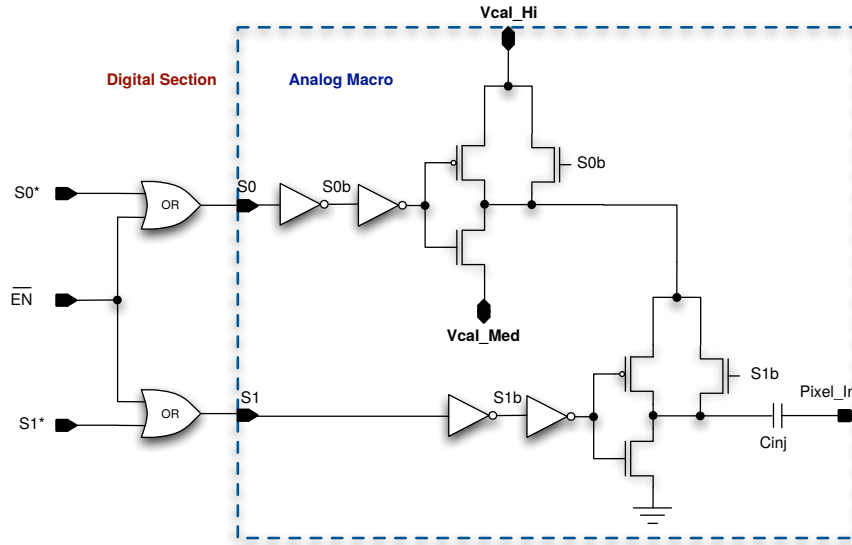 Vcal_Hi
Digital Section
Analog Macro
S0*
OR
S0
S0b
S0b
EN
Vcal_Med
S1*
OR
S1
S1b
S1b
Pixel_In
Cinj